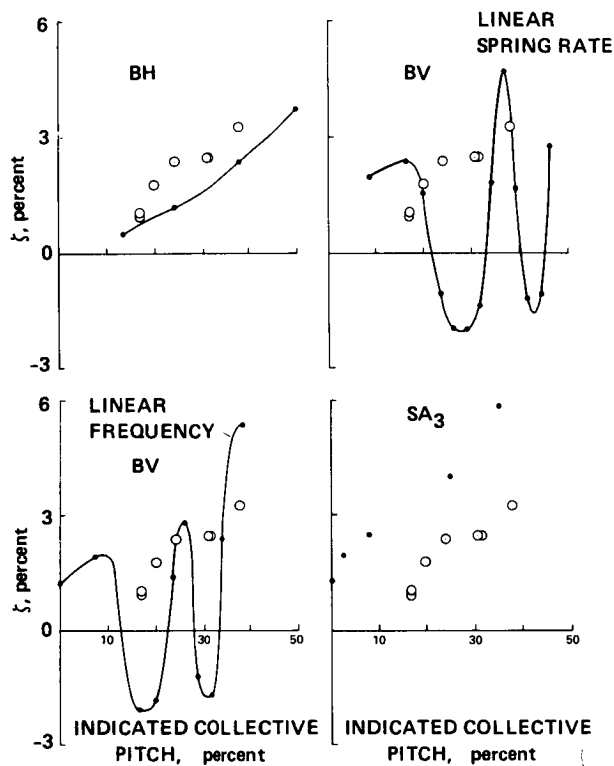 6
3
0
-3
ζ, percent
BH
LINEAR
SPRING RATE
BV
6
3
0
-3
ζ, percent
LINEAR
FREQUENCY
BV
10
30
50
INDICATED COLLECTIVE
PITCH, percent
SA3
10
30
50
INDICATED COLLECTIVE
PITCH, percent